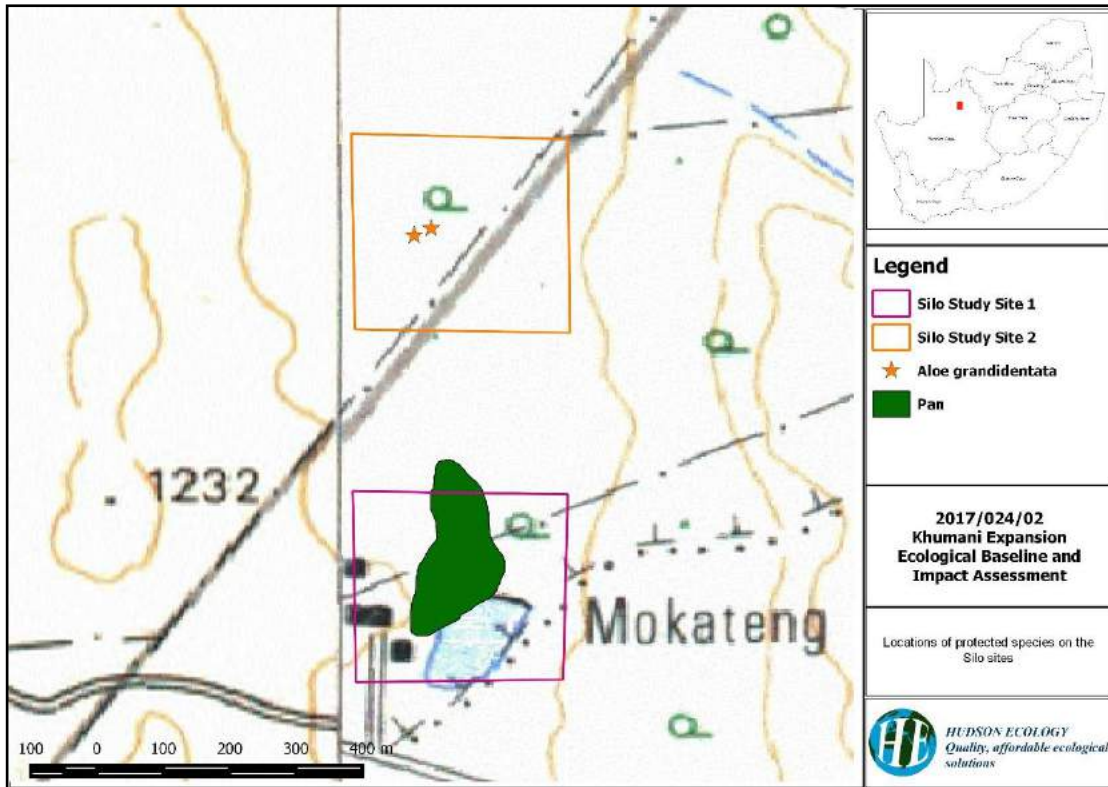 1232
Mokateng
100 0 100 200 300 400 m
Legend
Silo Study Site 1
Silo Study Site 2
Aloe grandidentata
Pan
2017/024/02
Khumani Expansion
Ecological Baseline and
Impact Assessment
Locations of protected species on the
Silo sites
HE
HUDSON ECOLOGY
Quality, affordable ecological
solutions